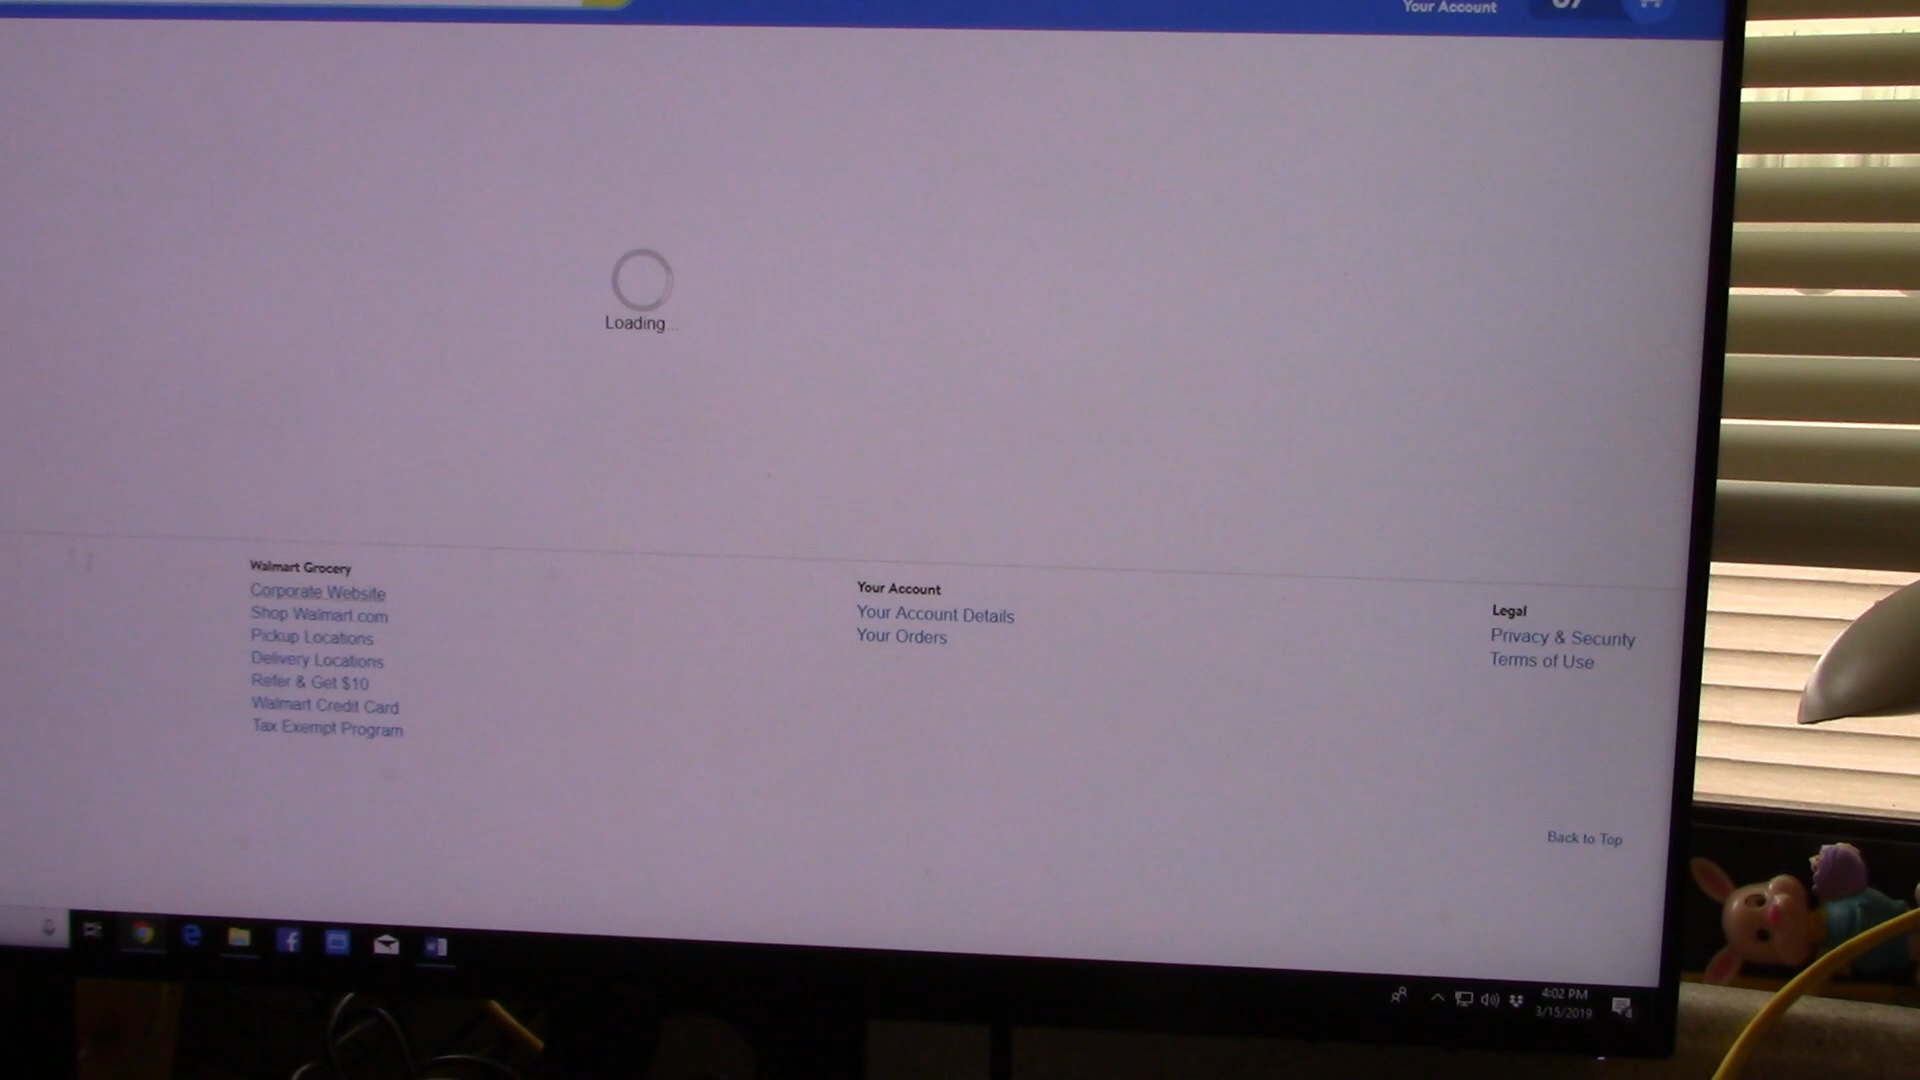 Your Account
Loading...
Walmart Grocery
Corporate Website
Shop Walmart.com
Pickup Locations
Delivery Locations
Refer & Get $10
Walmart Credit Card
Tax Exempt Program
Your Account
Your Account Details
Your Orders
Legal
Privacy & Security
Terms of Use
Back to Top
4:02 PM
3/15/2019
4